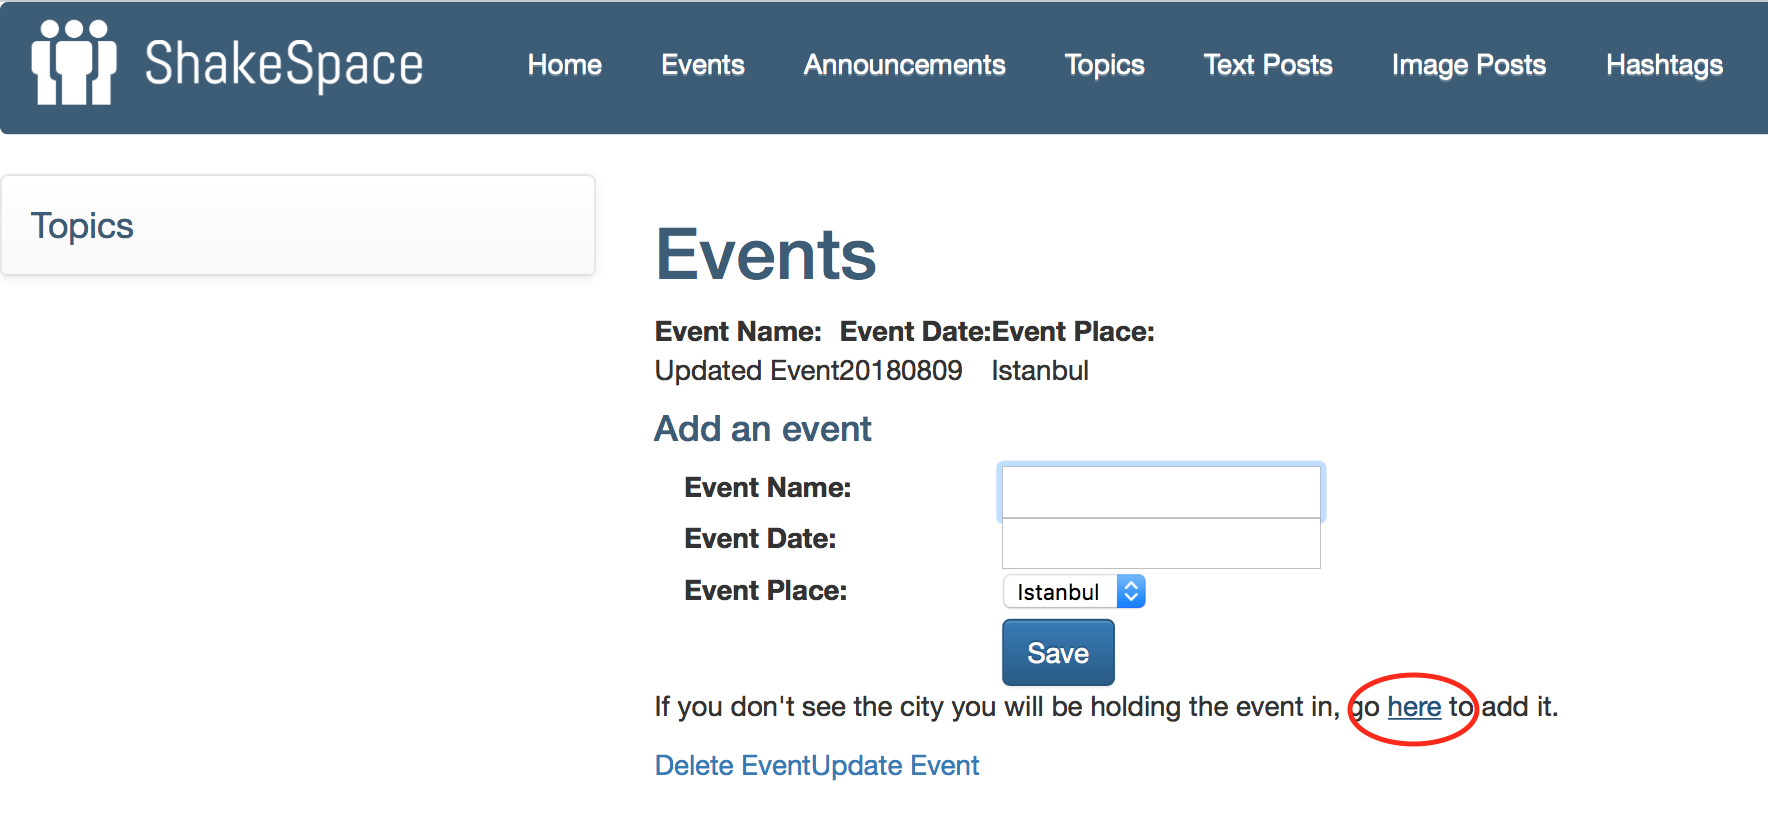 ShakeSpace Home Events Announcements Topics Text Posts Image Posts Hashtags
Topics
Events
Event Name: Event Date:Event Place:
Updated Event20180809 Istanbul
Add an event
Event Name:
Event Date:
Event Place: Istanbul
Save
If you don't see the city you will be holding the event in, go here to add it.
Delete EventUpdate Event